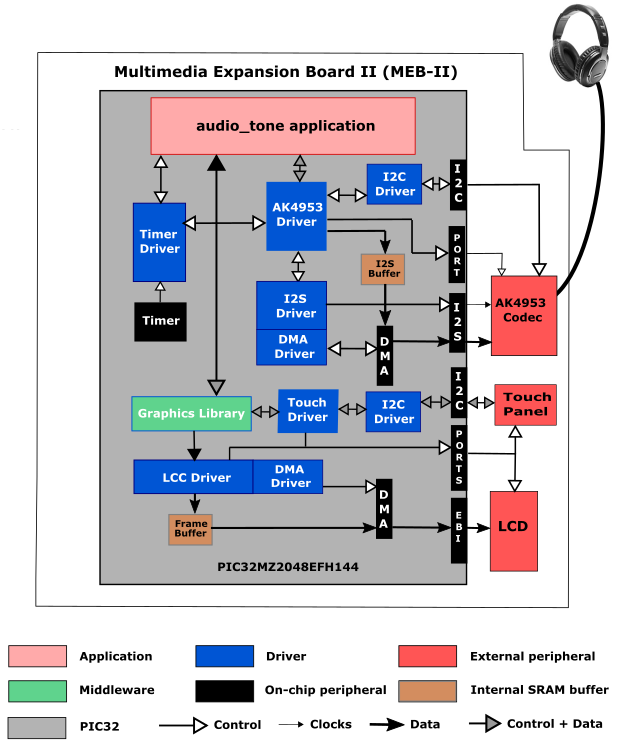 Multimedia Expansion Board II (MEB-II)
audio_tone application
I2C
Driver
I2C
AK4953
Driver
Timer
Driver
PORT
I2S
Buffer
I2S
Driver
I2S
AK4953
Codec
Timer
DMA
Driver
DMA
I2C
Touch
Panel
Touch
Driver
I2C
Driver
Graphics Library
PORTS
LCC Driver
DMA
Driver
DMA
EBI
LCD
Frame
Buffer
PIC32MZ2048EFH144
Application
Driver
External peripheral
Middleware
On-chip peripheral
Internal SRAM buffer
PIC32
Control
Clocks
Data
Control + Data